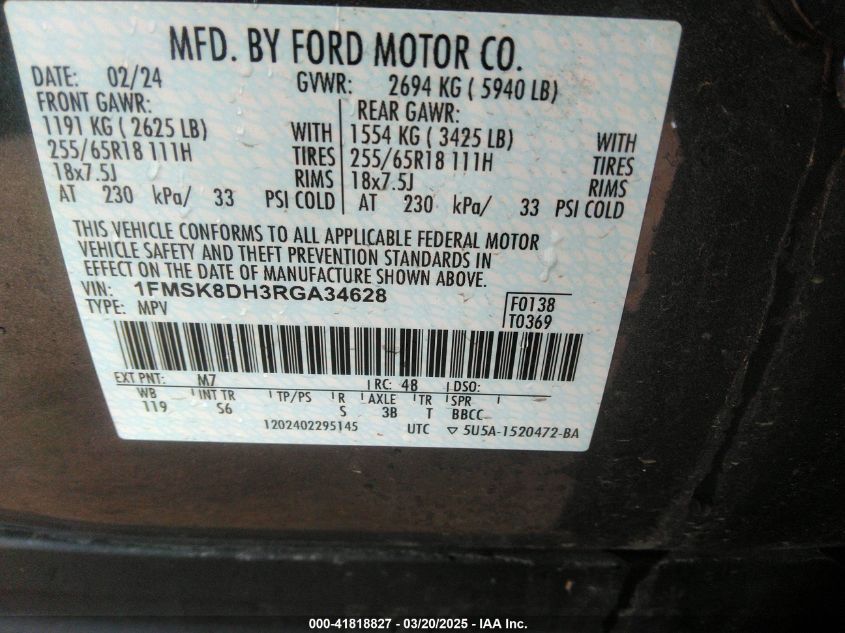 MFD. BY FORD MOTOR CO.
DATE: 02/24 GVWR: 2694 KG ( 5940 LB)
FRONT GAWR: REAR GAWR:
1191 KG ( 2625 LB) WITH 1554 KG ( 3425 LB) WITH
255/65R18 111H TIRES 255/65R18 111H TIRES
18x7.5J RIMS 18x7.5J RIMS
AT 230 kPa/ 33 PSI COLD AT 230 kPa/ 33 PSI COLD
THIS VEHICLE CONFORMS TO ALL APPLICABLE FEDERAL MOTOR
VEHICLE SAFETY AND THEFT PREVENTION STANDARDS IN
EFFECT ON THE DATE OF MANUFACTURE SHOWN ABOVE.
VIN: 1FMSK8DH3RGA34628
TYPE: MPV
F0138
T0369
EXT PNT: M7 RC: 48 DSO:
WB INT TR TP/PS R AXLE TR SPR
119 S6 S 3B T BBCC
1202402295145 UTC ▽ 5U5A-1520472-BA
000-41818827 — 03/20/2025 — IAA Inc.